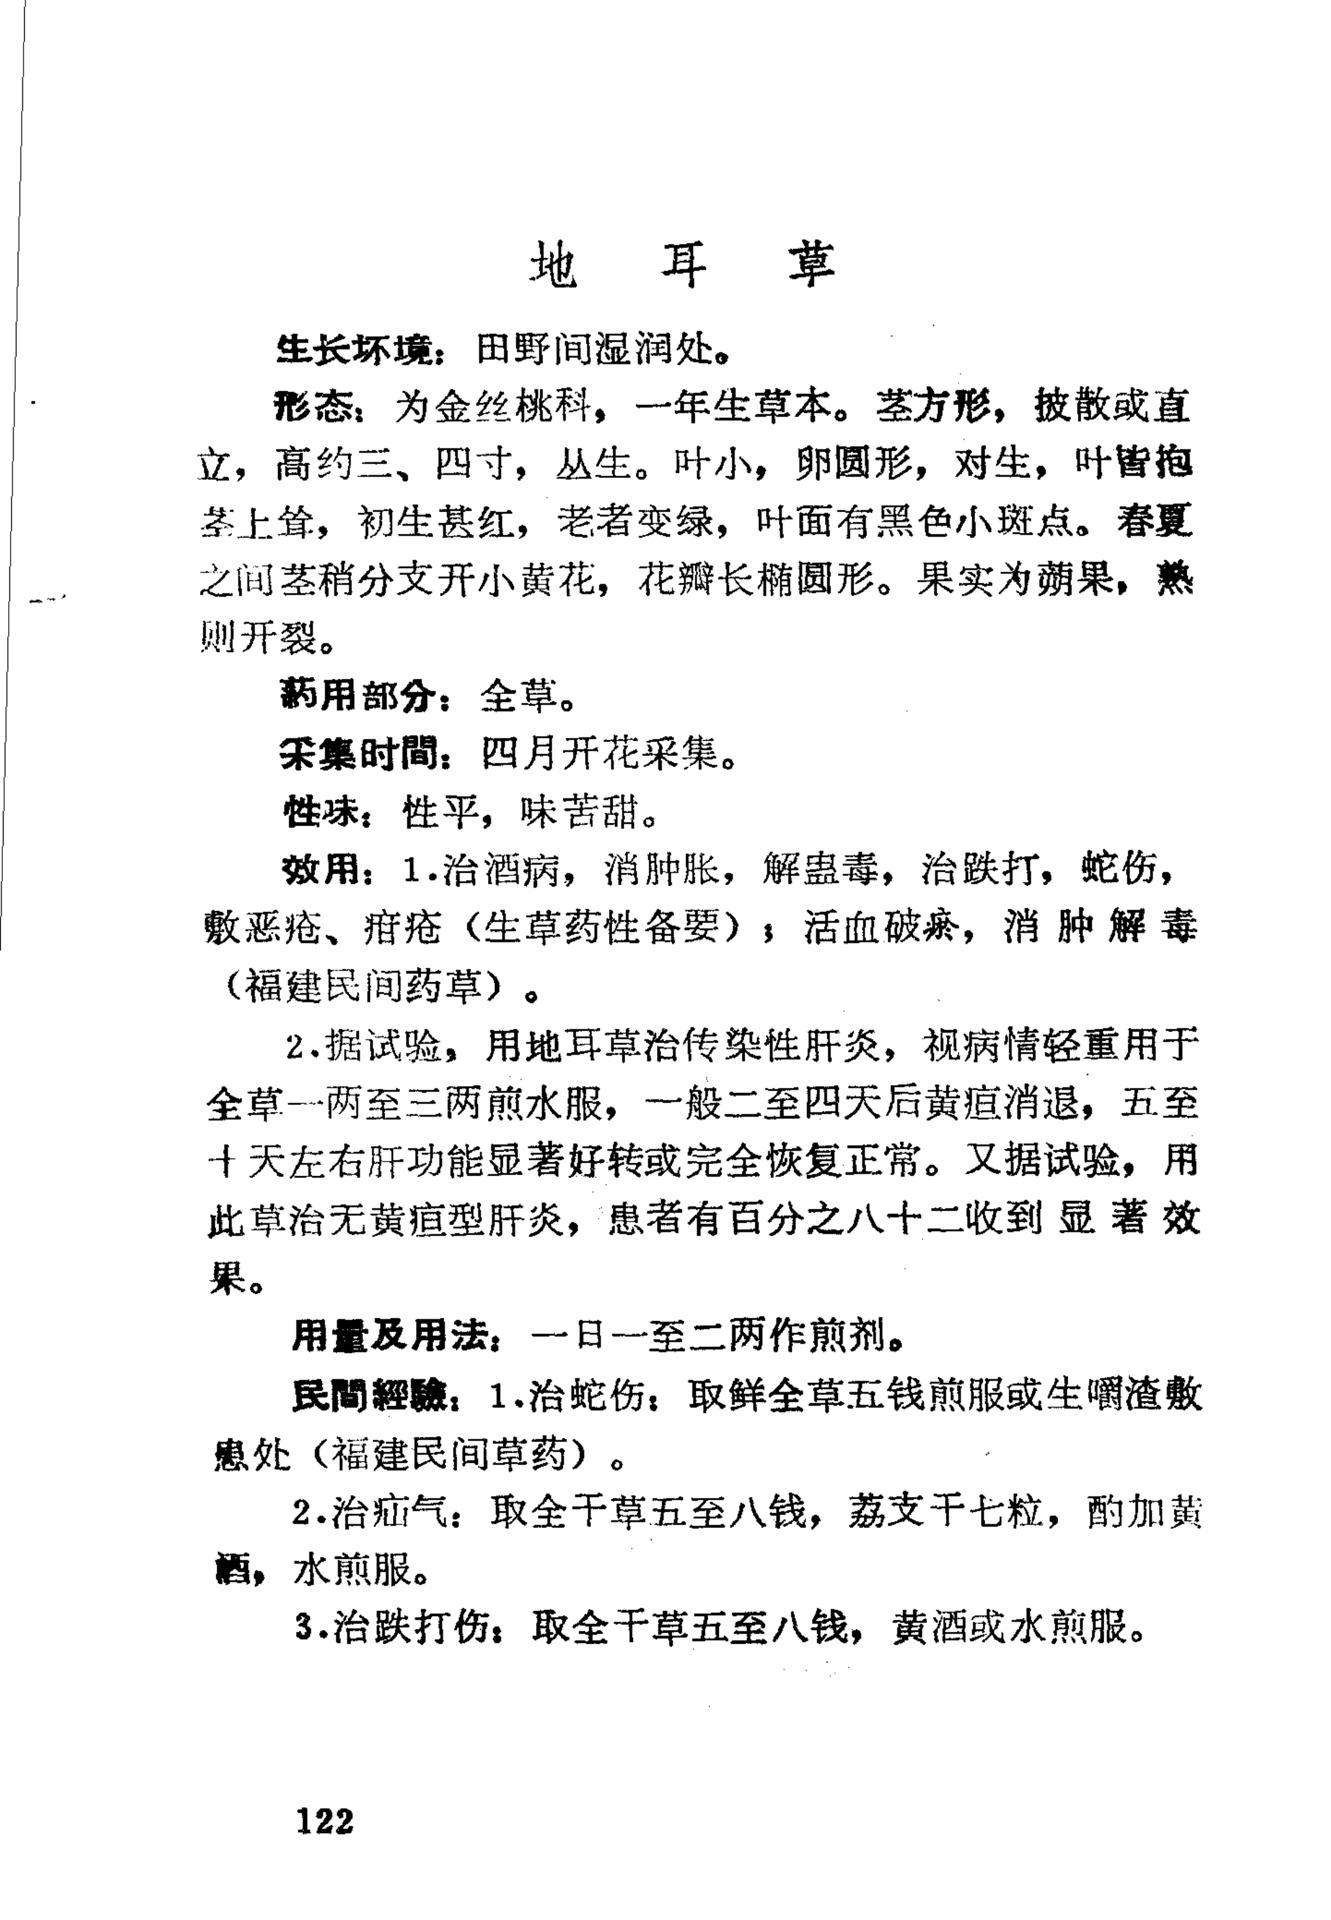 地耳草
生长坏境：田野间湿润处。
形态：为金丝桃科，一年生草本。茎方形，披散或直
立，高约三、四寸，丛生。叶小，卵圆形，对生，叶皆抱
茎上耸，初生甚红，老者变绿，叶面有黑色小斑点。春夏
之间茎稍分支开小黄花，花瓣长椭圆形。果实为蒴果，熟
则开裂。
药用部分：全草。
采集时間：四月开花采集。
性味：性平，味苦甜。
效用：1.治酒病，消肿胀，解蛊毒，治跌打，蛇伤，
敷恶疮、疳疮（生草药性备要）；活血破瘀，消肿解毒
（福建民间药草）。
2.据试验，用地耳草治传染性肝炎，视病情轻重用于
全草一两至三两煎水服，一般二至四天后黄疸消退，五至
十天左右肝功能显著好转或完全恢复正常。又据试验，用
此草治无黄疸型肝炎，患者有百分之八十二收到显著效
果。
用量及用法：一日一至二两作煎剂。
民間經驗：1.治蛇伤：取鲜全草五钱煎服或生嚼渣敷
患处（福建民间草药）。
2.治疝气：取全干草五至八钱，荔支干七粒，酌加黄
酒，水煎服。
3.治跌打伤：取全干草五至八钱，黄酒或水煎服。
122